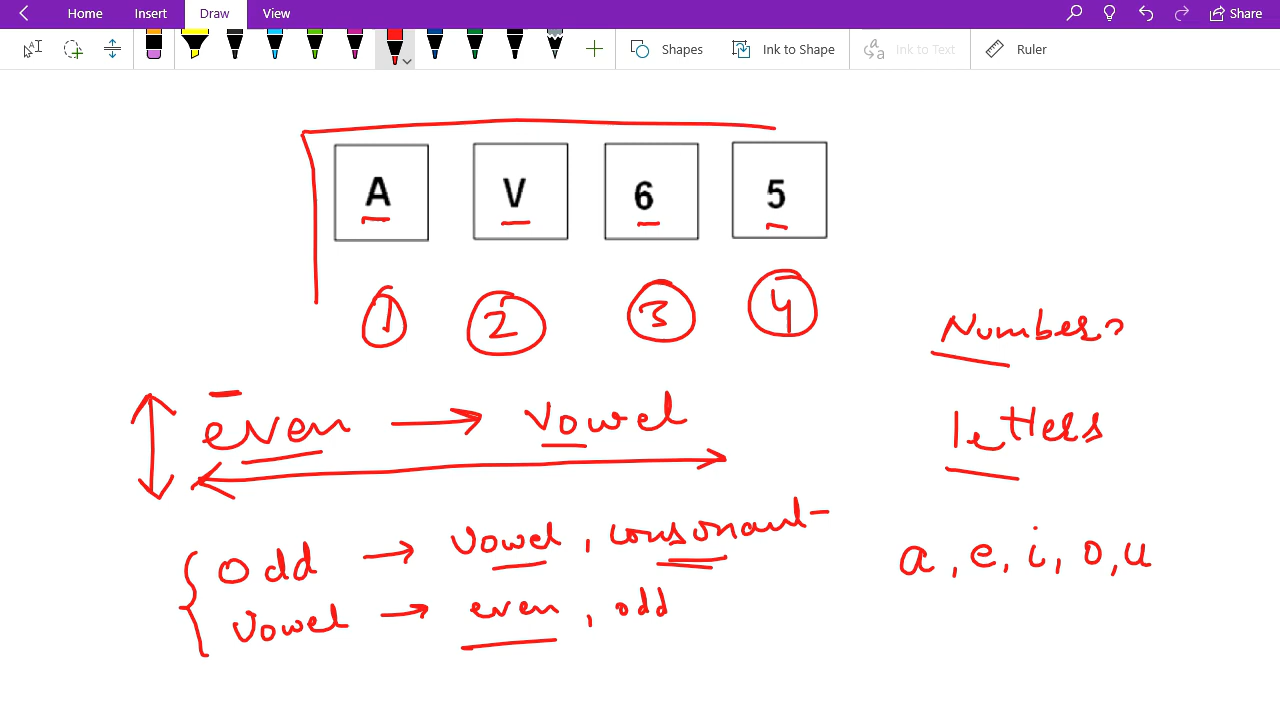 Home Insert Draw View Share
Shapes Ink to Shape Ink to Text Ruler
A V 6 5
1 2 3 4
Numbers
even → vowel
letters
odd → vowel, consonant
a, e, i, o, u
vowel → even, odd